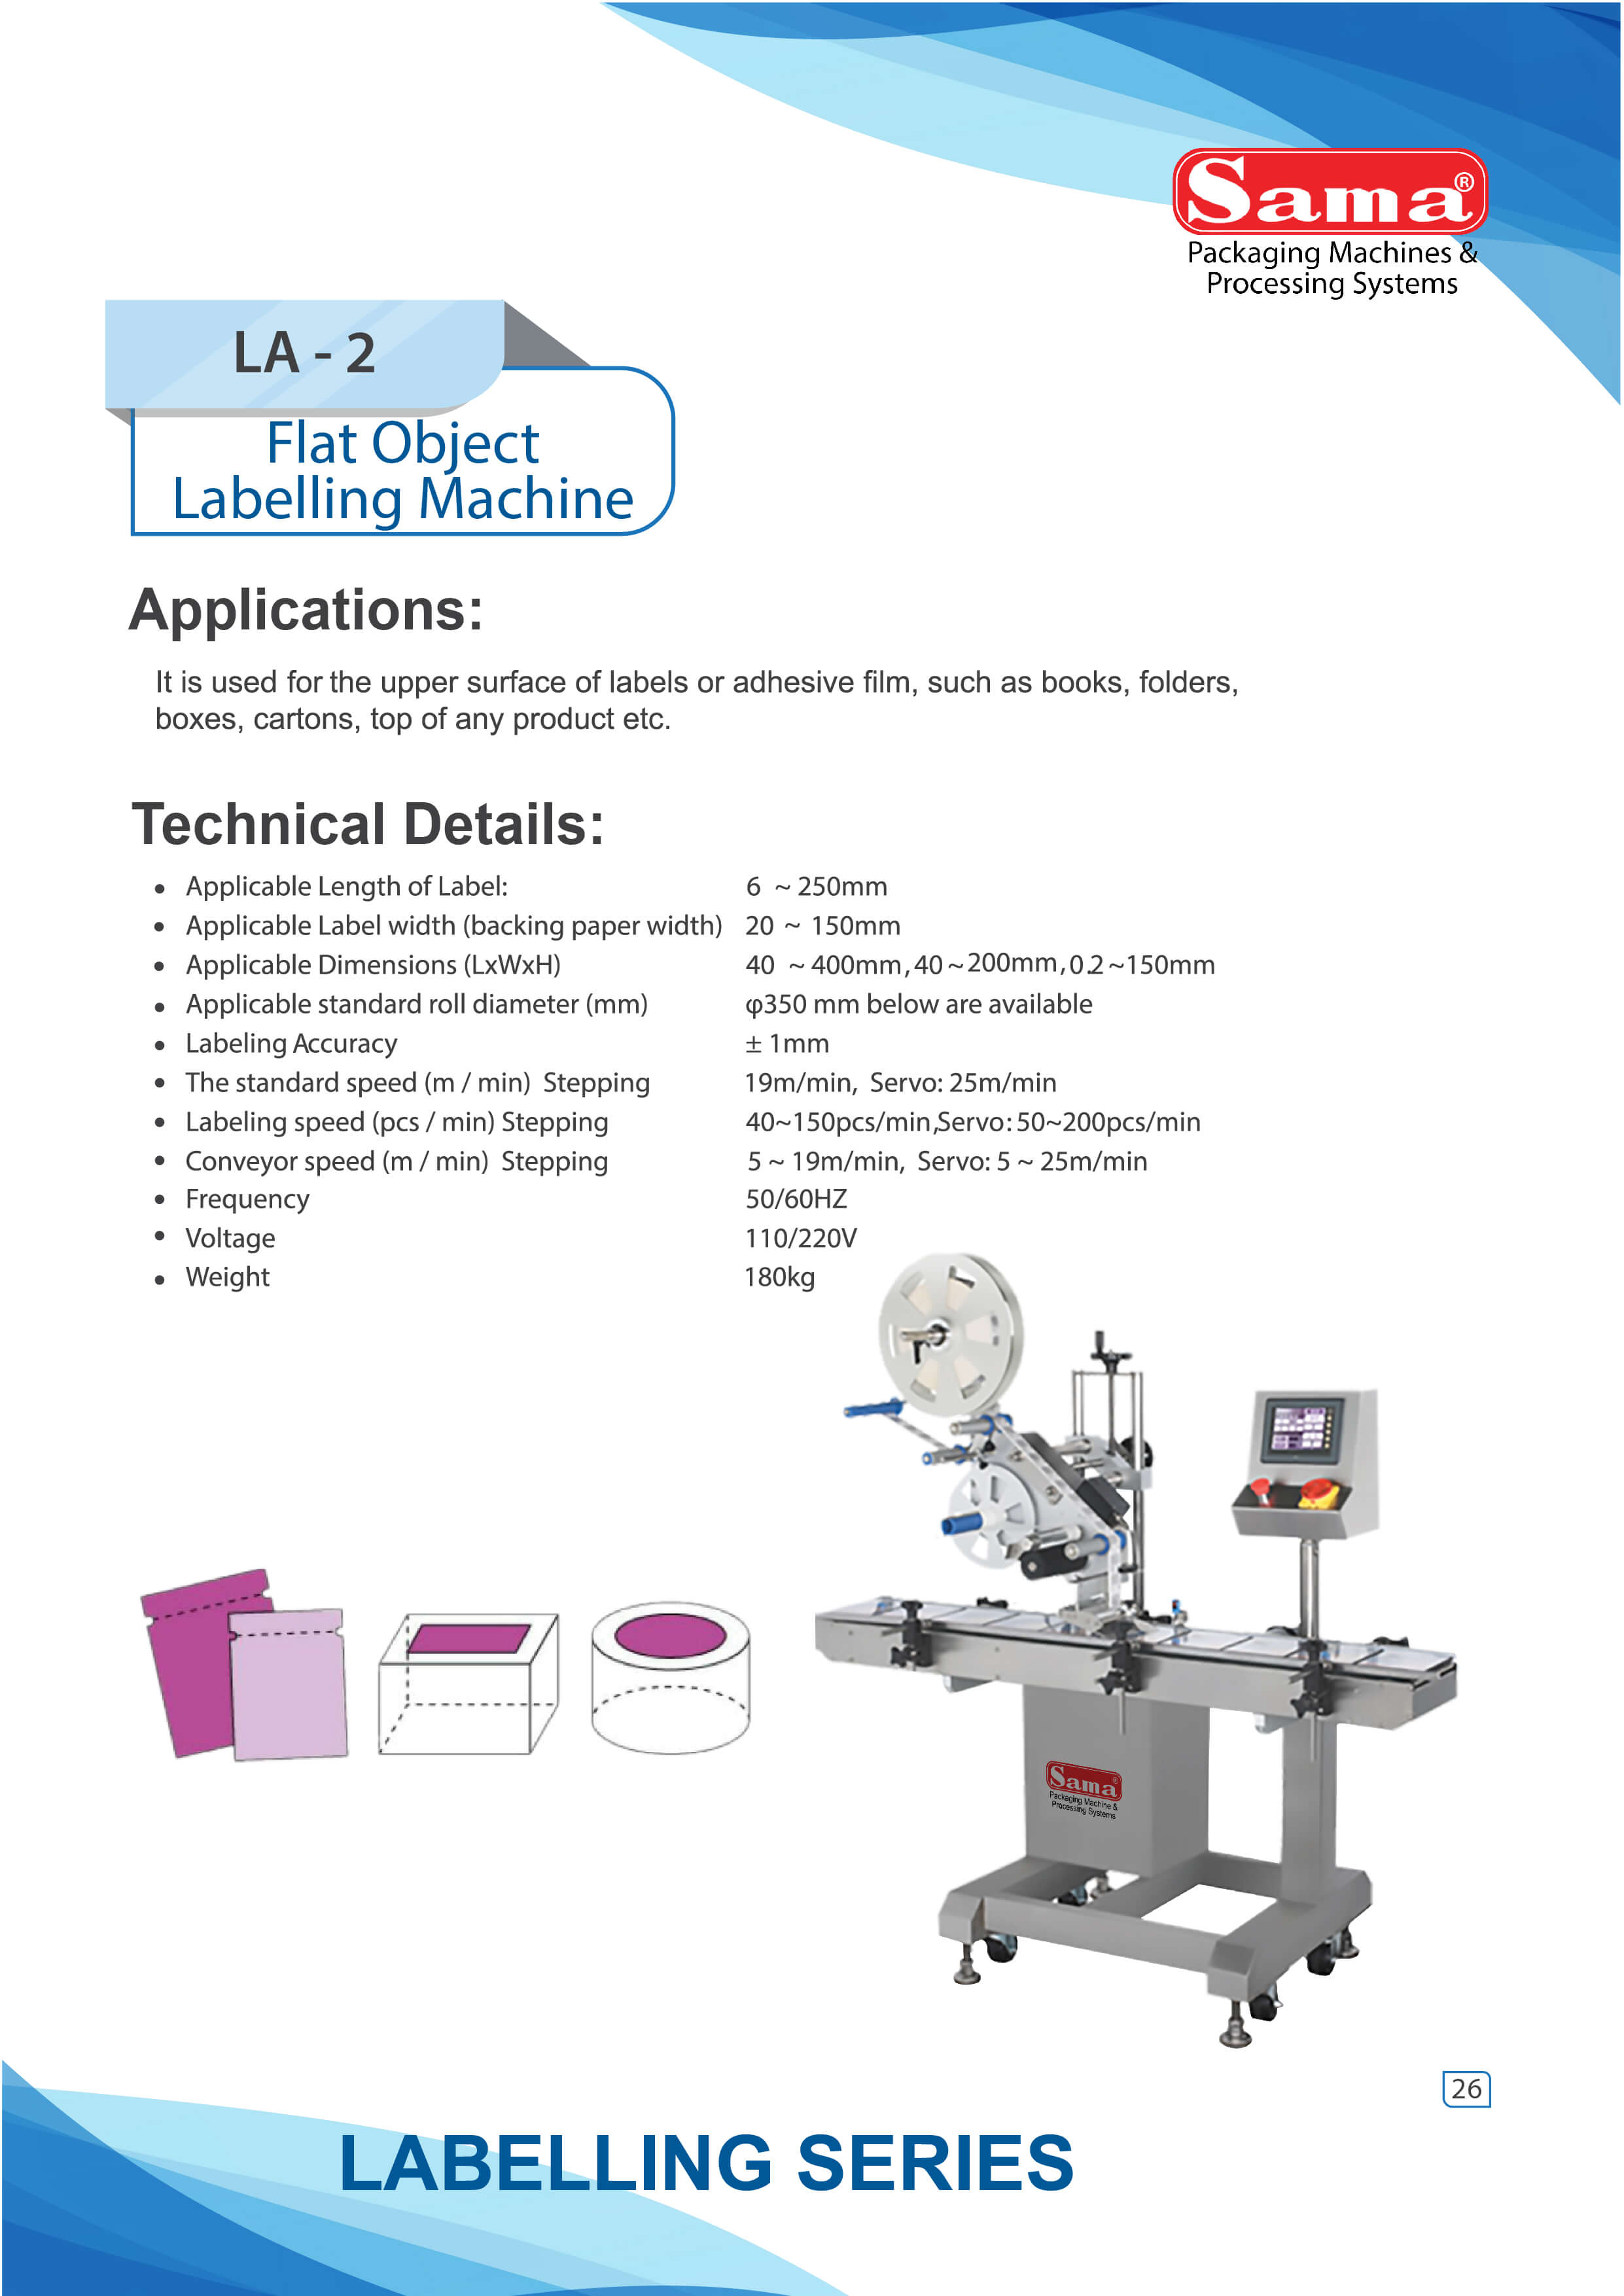 Sama®
Packaging Machines &
Processing Systems
LA - 2
Flat Object
Labelling Machine
Applications:
It is used for the upper surface of labels or adhesive film, such as books, folders,
boxes, cartons, top of any product etc.
Technical Details:
• Applicable Length of Label: 6 ~ 250mm
• Applicable Label width (backing paper width) 20 ~ 150mm
• Applicable Dimensions (LxWxH) 40 ~ 400mm, 40 ~ 200mm, 0.2 ~150mm
• Applicable standard roll diameter (mm) φ350 mm below are available
• Labeling Accuracy ± 1mm
• The standard speed (m / min) Stepping 19m/min, Servo: 25m/min
• Labeling speed (pcs / min) Stepping 40~150pcs/min,Servo: 50~200pcs/min
• Conveyor speed (m / min) Stepping 5 ~ 19m/min, Servo: 5 ~ 25m/min
• Frequency 50/60HZ
• Voltage 110/220V
• Weight 180kg
Sama®
Packaging Machine &
Processing Systems
26
LABELLING SERIES